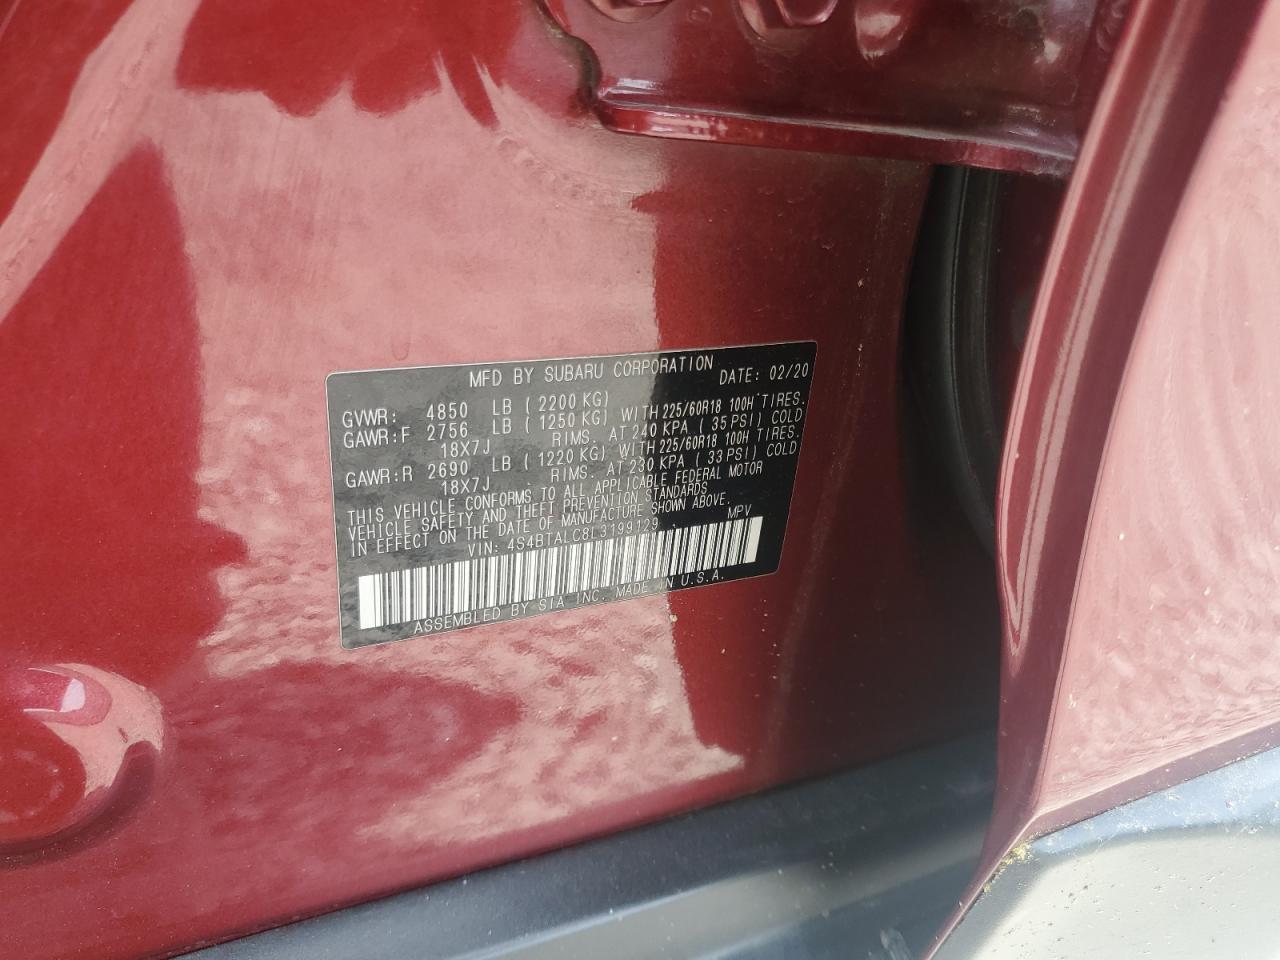 MFD BY SUBARU CORPORATION DATE: 02/20
GVWR: 4850 LB ( 2200 KG)
GAWR:F 2756 LB ( 1250 KG) WITH 225/60R18 100H TIRES.
18X7J RIMS. AT 240 KPA ( 35 PSI) COLD
GAWR:R 2690 LB ( 1220 KG) WITH 225/60R18 100H TIRES.
18X7J RIMS. AT 230 KPA ( 33 PSI) COLD
THIS VEHICLE CONFORMS TO ALL APPLICABLE FEDERAL MOTOR
VEHICLE SAFETY AND THEFT PREVENTION STANDARDS
IN EFFECT ON THE DATE OF MANUFACTURE SHOWN ABOVE.
VIN: 4S4BTALC8L3199129 MPV
ASSEMBLED BY SIA INC. MADE IN U.S.A.